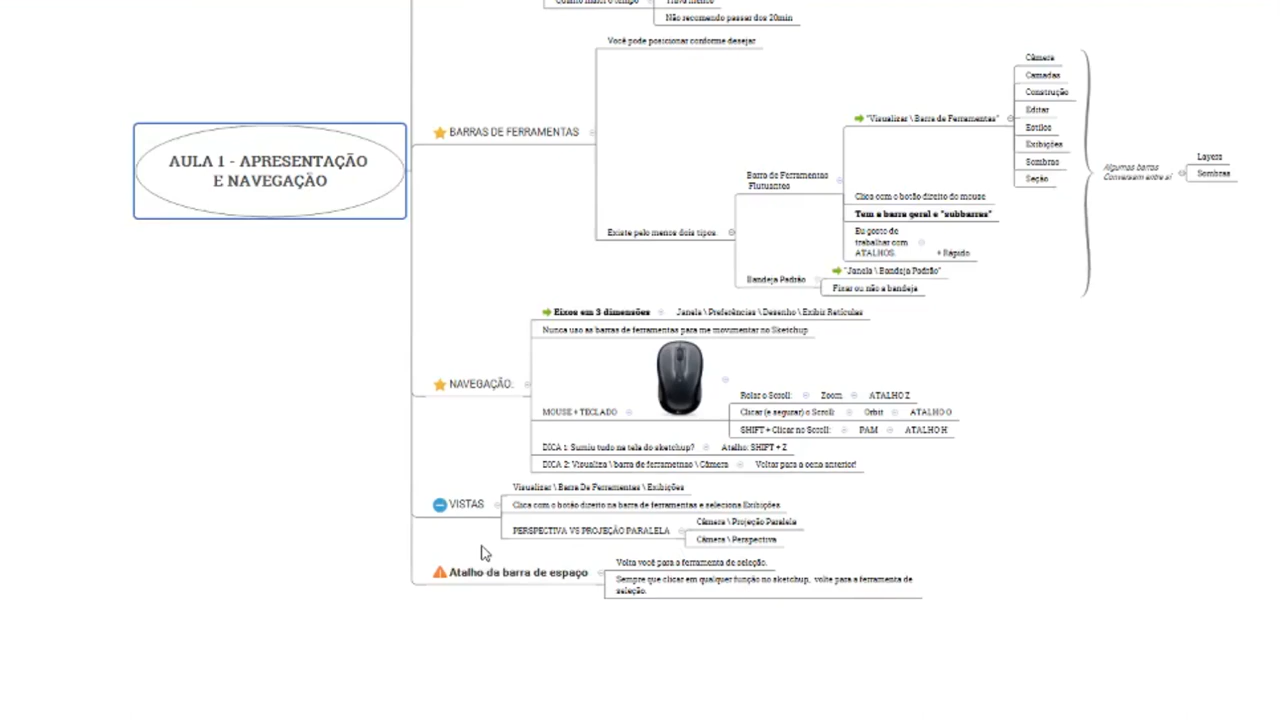 Não recomendo passar dos 20min
Você pode posicionar conforme desejar
AULA 1 - APRESENTAÇÃO
E NAVEGAÇÃO
BARRAS DE FERRAMENTAS
Existe pelo menos dois tipos.
Barra de Ferramentas
Flutuantes
"Visualizar \ Barra de Ferramentas"
Câmera
Camadas
Construção
Editar
Estilos
Exibições
Sombras
Seção
Algumas barras
Conversam entre si
Layers
Sombras
Clica com o botão direito do mouse
Tem a barra geral e "subbarras"
Eu gosto de
trabalhar com
ATALHOS.
+ Rápido
Bandeja Padrão
"Janela \ Bandeja Padrão"
Fixar ou não a bandeja
NAVEGAÇÃO:
Eixos em 3 dimensões
Janela \ Preferências \ Desenho \ Exibir Retículas
Nunca uso as barras de ferramentas para me movimentar no Sketchup.
MOUSE + TECLADO
Rolar o Scroll:
Zoom
ATALHO Z
Clicar (e segurar) o Scroll:
Orbit
ATALHO O
SHIFT + Clicar no Scroll:
PAM
ATALHO H
DICA 1: Sumiu tudo na tela do sketchup?
Atalho: SHIFT + Z
DICA 2: Visualiza \ barra de ferrametnas \ Câmera
Voltar para a cena anterior!
VISTAS
Visualizar \ Barra De Ferramentas \ Exibições
Clica com o botão direito na barra de ferramentas e seleciona Exibições
PERSPECTIVA VS PROJEÇÃO PARALELA
Câmera \ Projeção Paralela
Câmera \ Perspectiva
Atalho da barra de espaço
Volta você para a ferramenta de seleção.
Sempre que clicar em qualquer função no sketchup, volte para a ferramenta de
seleção.